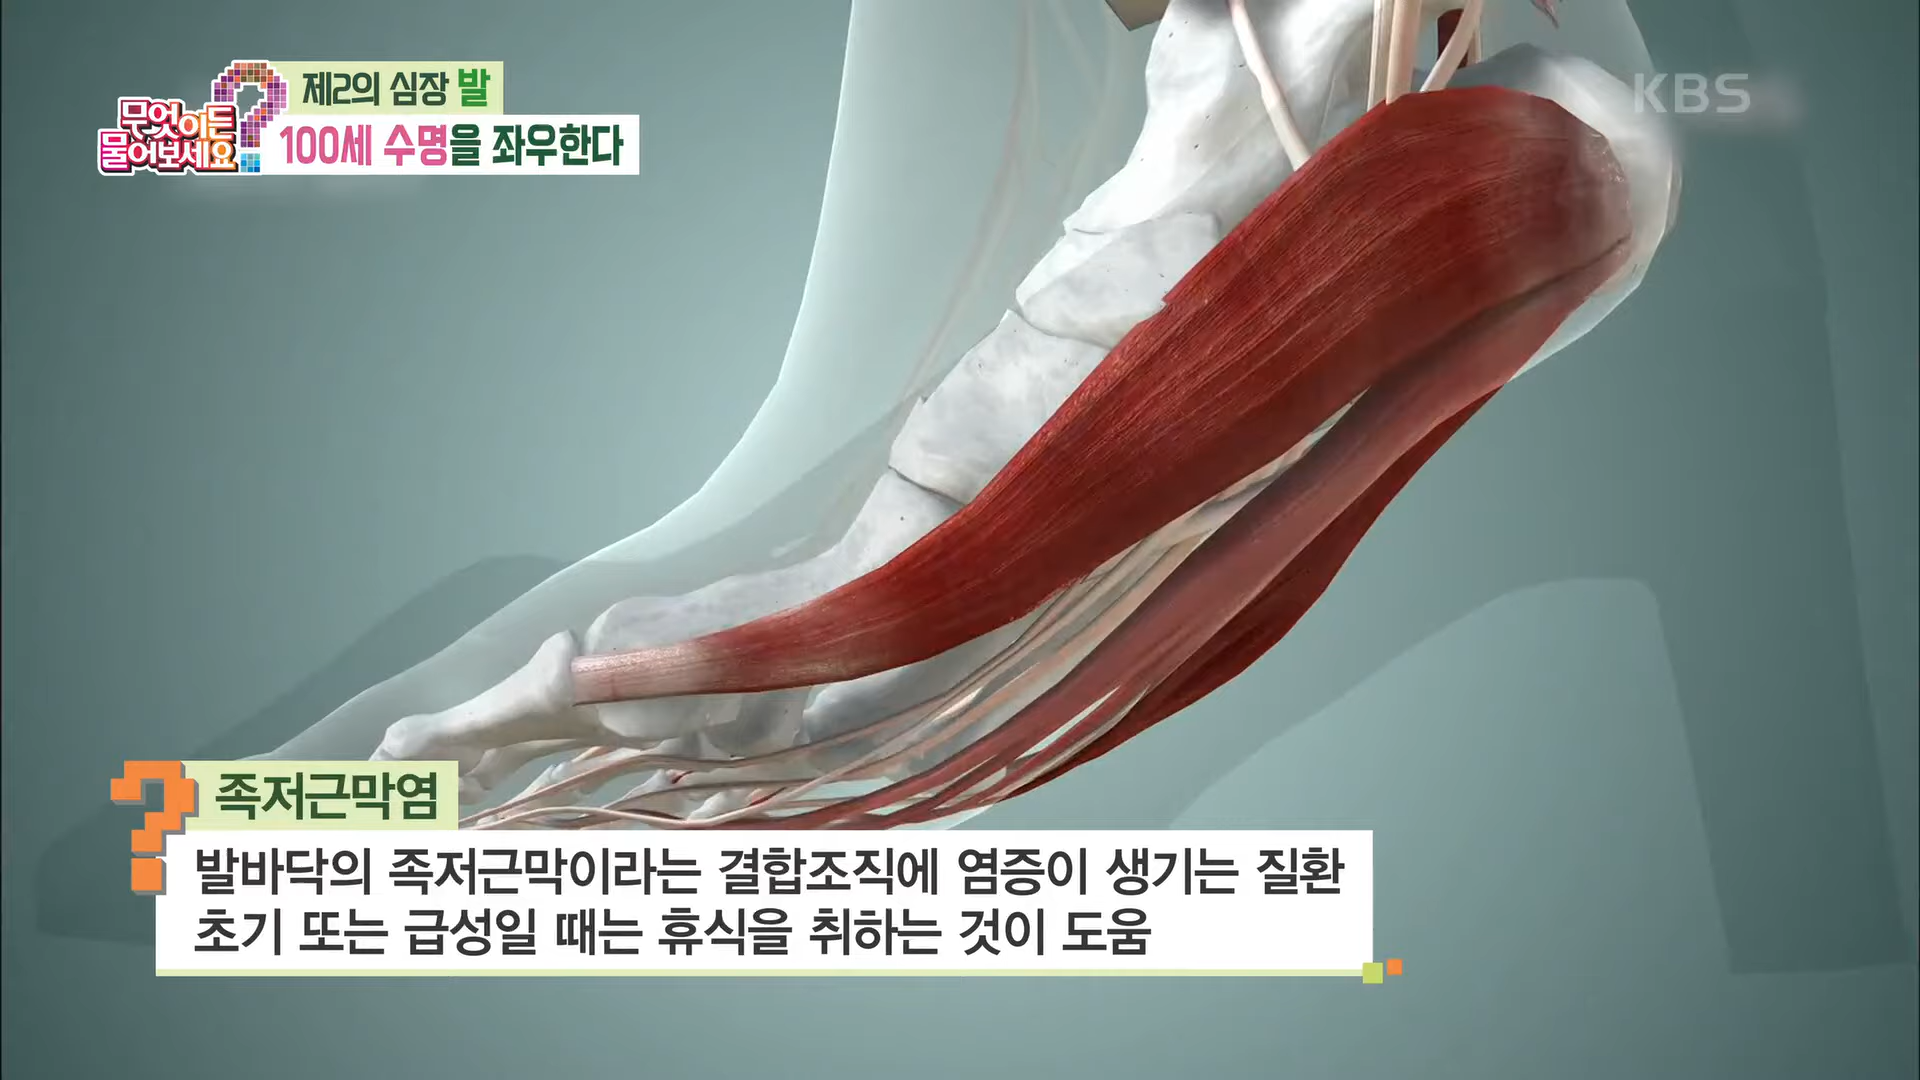 무엇이든
물어보세요
제2의 심장 발
100세 수명을 좌우한다
KBS
족저근막염
발바닥의 족저근막이라는 결합조직에 염증이 생기는 질환
초기 또는 급성일 때는 휴식을 취하는 것이 도움